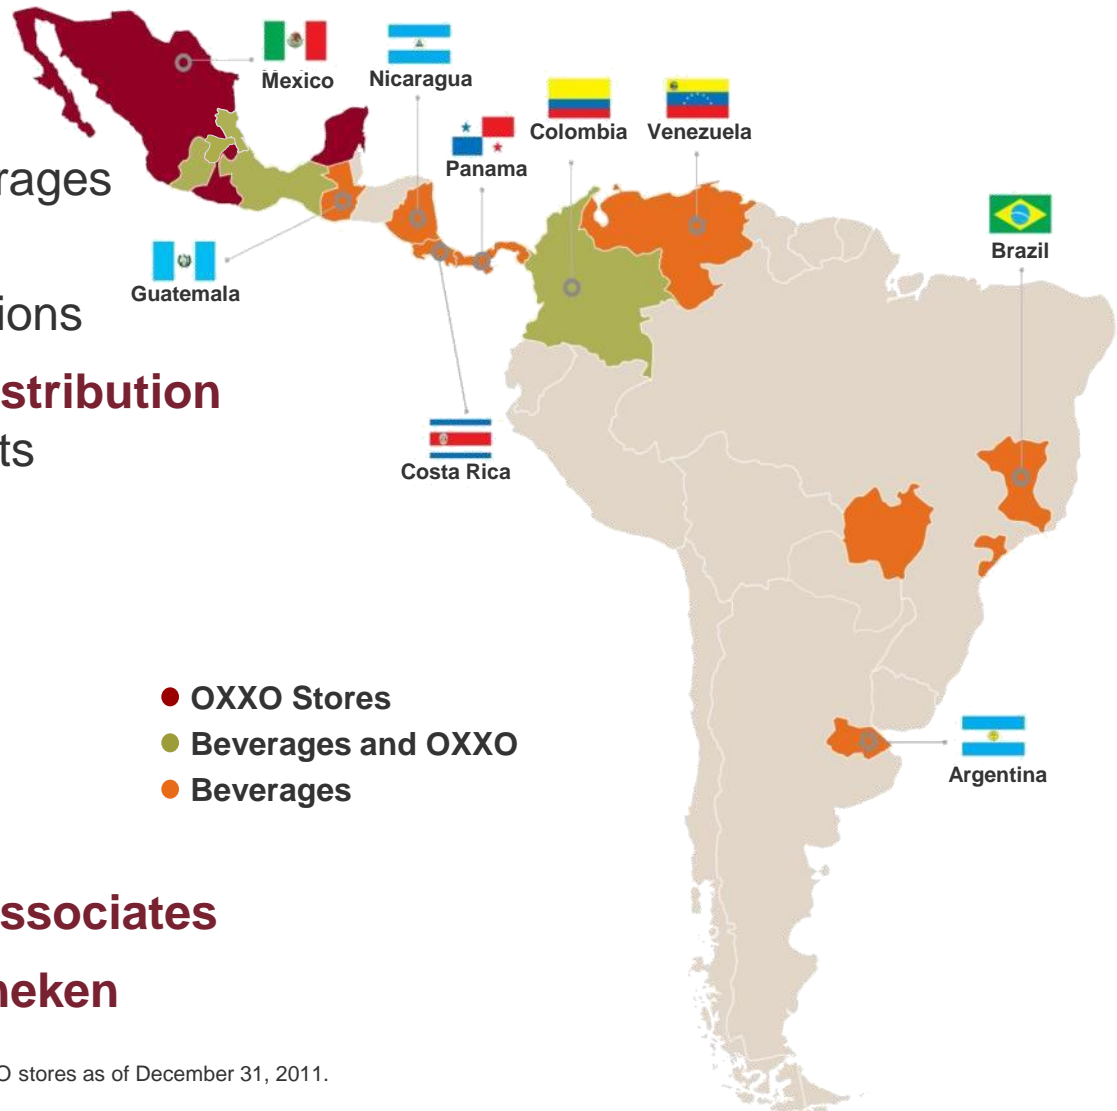 Mexico
Nicaragua
Colombia
Venezuela
Panama
rages
Brazil
Guatemala
ions
stribution
ts
Costa Rica
OXXO Stores
Beverages and OXXO
Beverages
Argentina
ssociates
neken
O stores as of December 31, 2011.